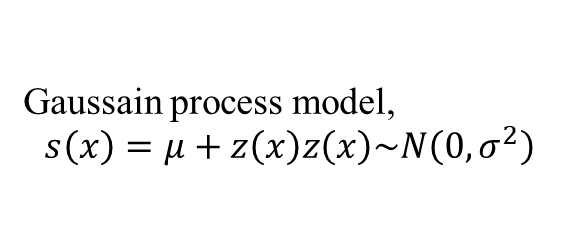 Gaussain process model,
s(x) = μ + z(x)z(x)~N(0, σ²)